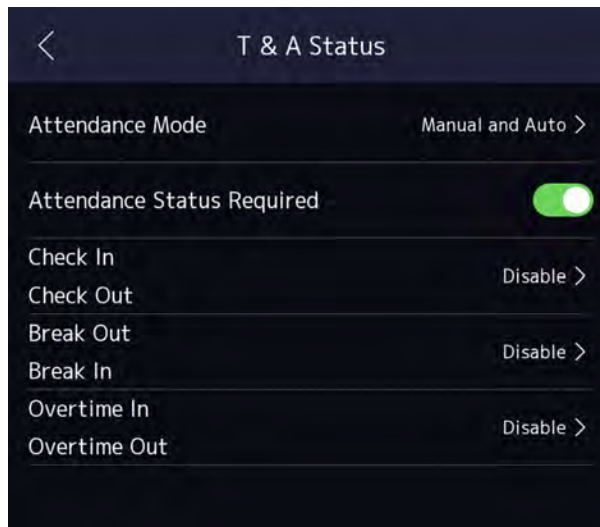 T & A Status
Attendance Mode Manual and Auto
Attendance Status Required
Check In
Check Out
Disable
Break Out
Break In
Disable
Overtime In
Overtime Out
Disable